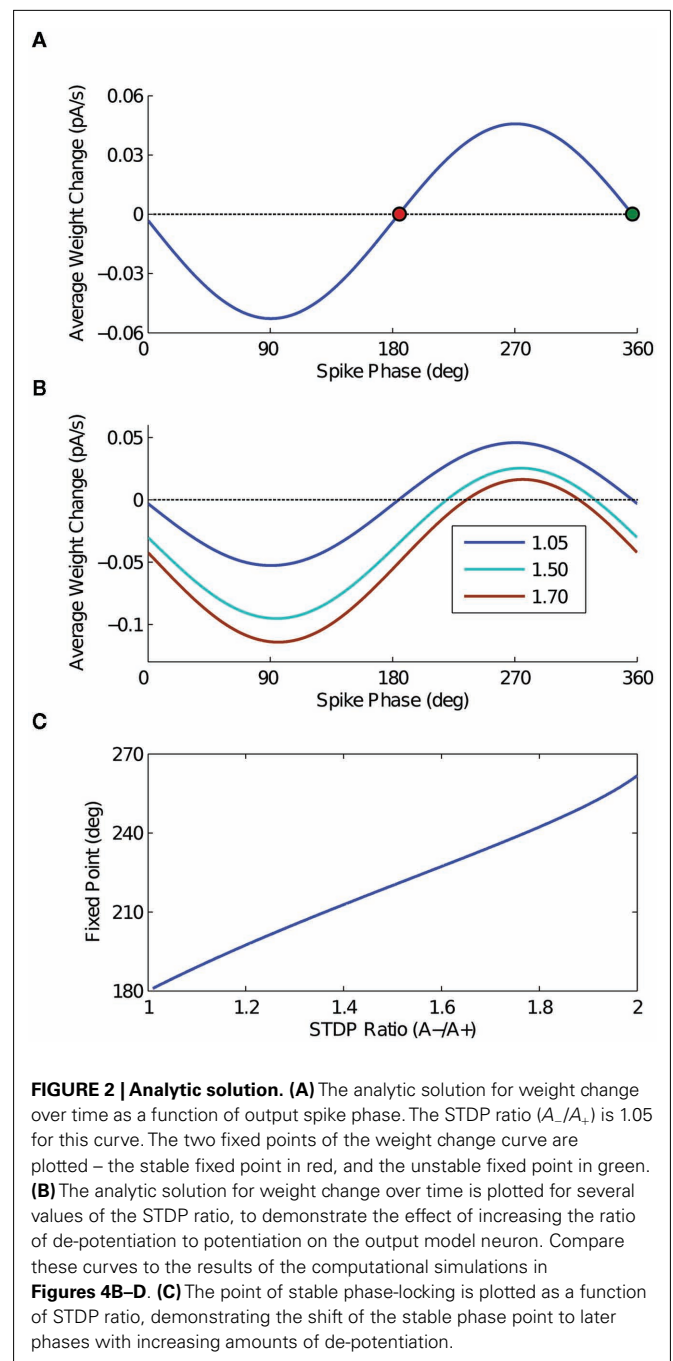 A
0.06
0.03
0
−0.03
−0.06
Average Weight Change (pA/s)
0 90 180 270 360
Spike Phase (deg)
B
0.05
0
−0.05
−0.1
Average Weight Change (pA/s)
1.05
1.50
1.70
0 90 180 270 360
Spike Phase (deg)
C
270
240
210
180
Fixed Point (deg)
1 1.2 1.4 1.6 1.8 2
STDP Ratio (A−/A+)
FIGURE 2 | Analytic solution. (A) The analytic solution for weight change
over time as a function of output spike phase. The STDP ratio (A−/A+) is 1.05
for this curve. The two fixed points of the weight change curve are
plotted – the stable fixed point in red, and the unstable fixed point in green.
(B) The analytic solution for weight change over time is plotted for several
values of the STDP ratio, to demonstrate the effect of increasing the ratio
of de-potentiation to potentiation on the output model neuron. Compare
these curves to the results of the computational simulations in
Figures 4B–D. (C) The point of stable phase-locking is plotted as a function
of STDP ratio, demonstrating the shift of the stable phase point to later
phases with increasing amounts of de-potentiation.